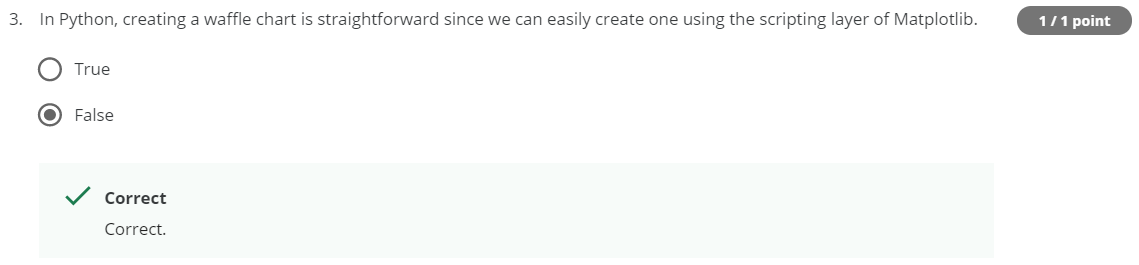 3. In Python, creating a waffle chart is straightforward since we can easily create one using the scripting layer of Matplotlib.
1 / 1 point
True
False
Correct
Correct.